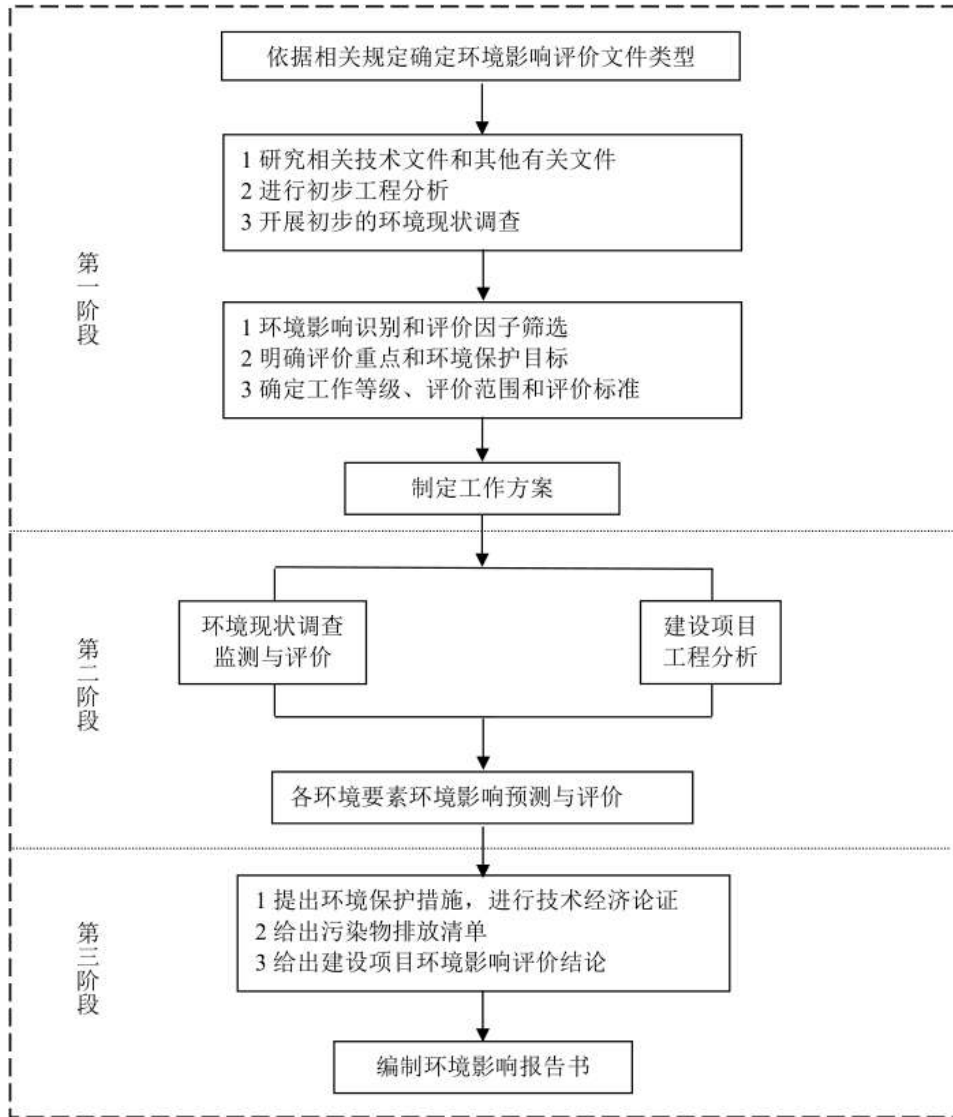 依据相关规定确定环境影响评价文件类型
1 研究相关技术文件和其他有关文件
2 进行初步工程分析
3 开展初步的环境现状调查
第一阶段
1 环境影响识别和评价因子筛选
2 明确评价重点和环境保护目标
3 确定工作等级、评价范围和评价标准
制定工作方案
第二阶段
环境现状调查
监测与评价
建设项目
工程分析
各环境要素环境影响预测与评价
第三阶段
1 提出环境保护措施，进行技术经济论证
2 给出污染物排放清单
3 给出建设项目环境影响评价结论
编制环境影响报告书